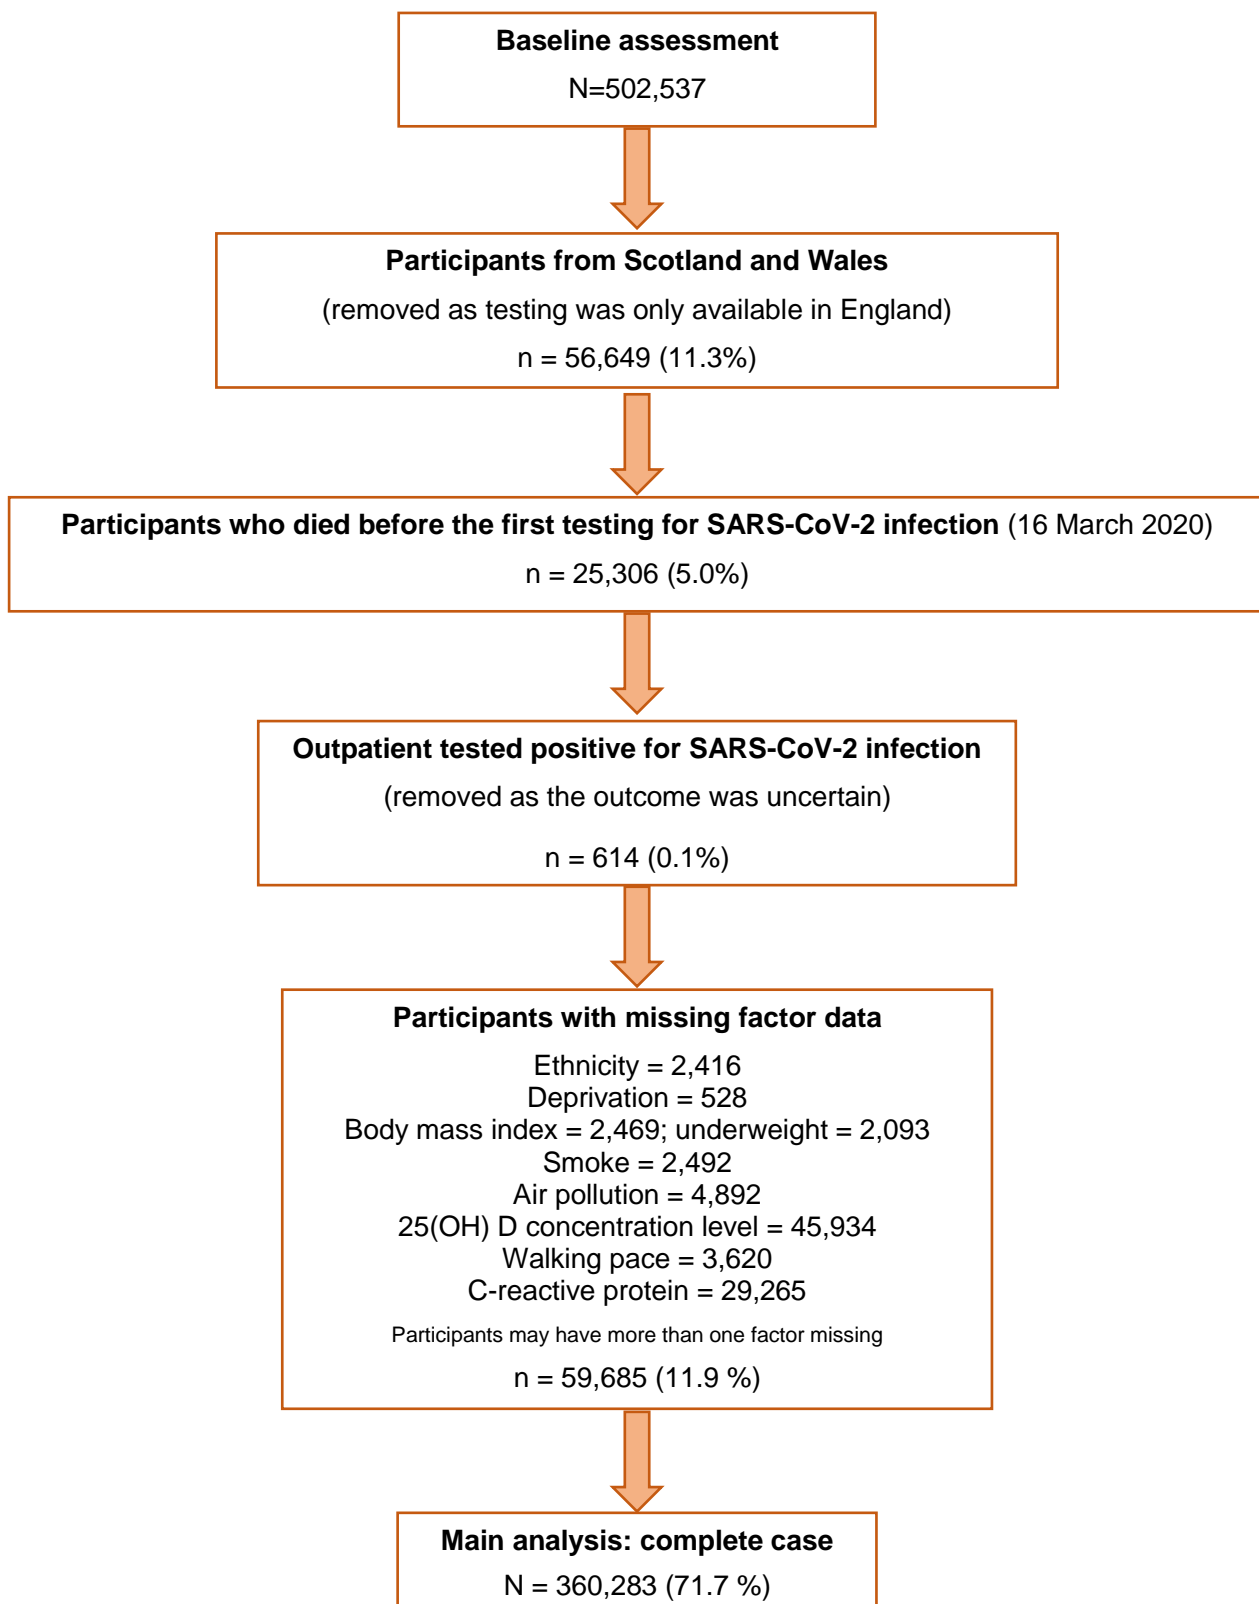 Baseline assessment
N=502,537
Participants from Scotland and Wales
(removed as testing was only available in England)
n = 56,649 (11.3%)
Participants who died before the first testing for SARS-CoV-2 infection (16 March 2020)
n = 25,306 (5.0%)
Outpatient tested positive for SARS-CoV-2 infection
(removed as the outcome was uncertain)
n = 614 (0.1%)
Participants with missing factor data
Ethnicity = 2,416
Deprivation = 528
Body mass index = 2,469; underweight = 2,093
Smoke = 2,492
Air pollution = 4,892
25(OH) D concentration level = 45,934
Walking pace = 3,620
C-reactive protein = 29,265
Participants may have more than one factor missing
n = 59,685 (11.9 %)
Main analysis: complete case
N = 360,283 (71.7 %)